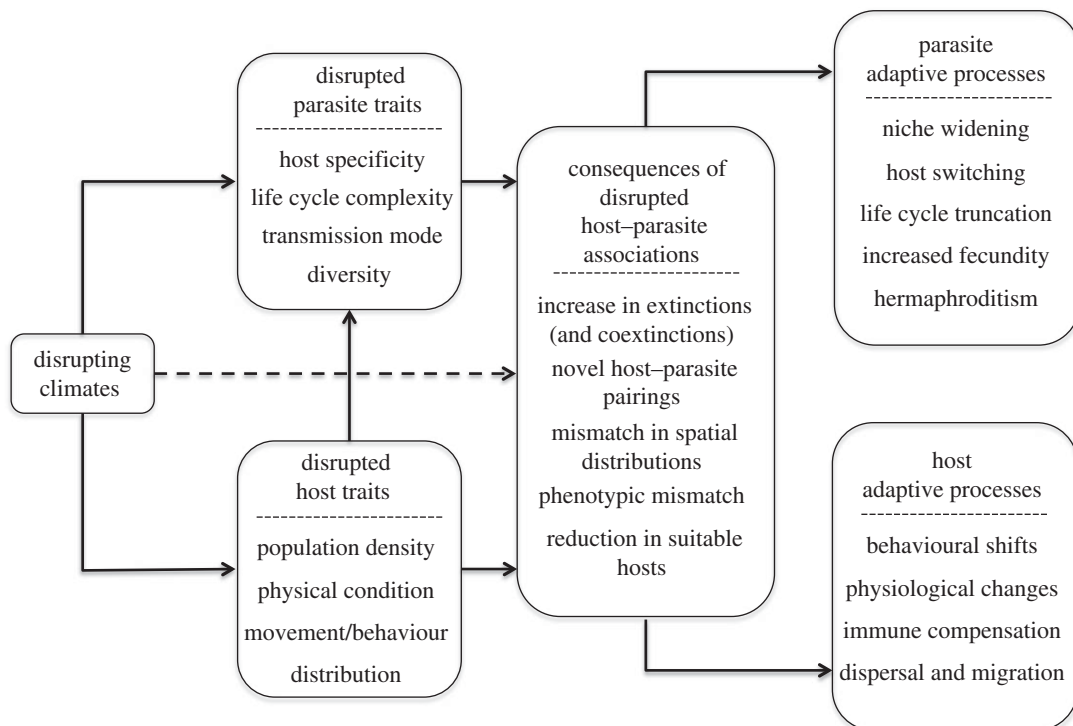 disrupting
climates
disrupted
parasite traits
host specificity
life cycle complexity
transmission mode
diversity
disrupted
host traits
population density
physical condition
movement/behaviour
distribution
consequences of
disrupted
host–parasite
associations
increase in extinctions
(and coextinctions)
novel host–parasite
pairings
mismatch in spatial
distributions
phenotypic mismatch
reduction in suitable
hosts
parasite
adaptive processes
niche widening
host switching
life cycle truncation
increased fecundity
hermaphroditism
host
adaptive processes
behavioural shifts
physiological changes
immune compensation
dispersal and migration